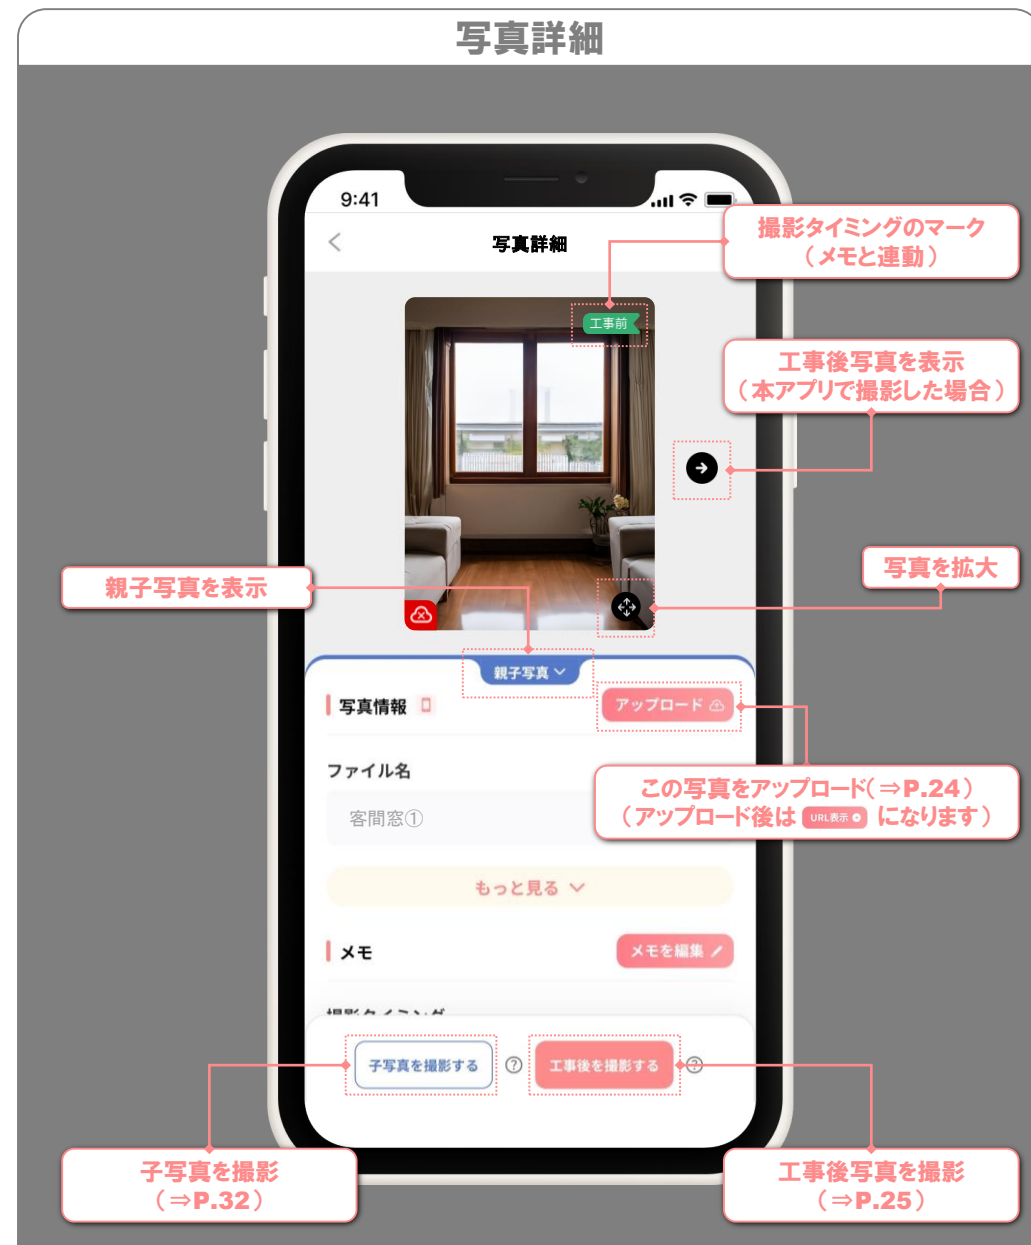 写真詳細
9:41
写真詳細
撮影タイミングのマーク
（メモと連動）
工事前
工事後写真を表示
（本アプリで撮影した場合）
写真を拡大
親子写真を表示
親子写真
写真情報
アップロード
ファイル名
客間窓①
この写真をアップロード(⇒P.24)
（アップロード後は URL表示 になります）
もっと見る
メモ
メモを編集
撮影タイミング
子写真を撮影する
?
工事後を撮影する
?
子写真を撮影
（⇒P.32）
工事後写真を撮影
（⇒P.25）